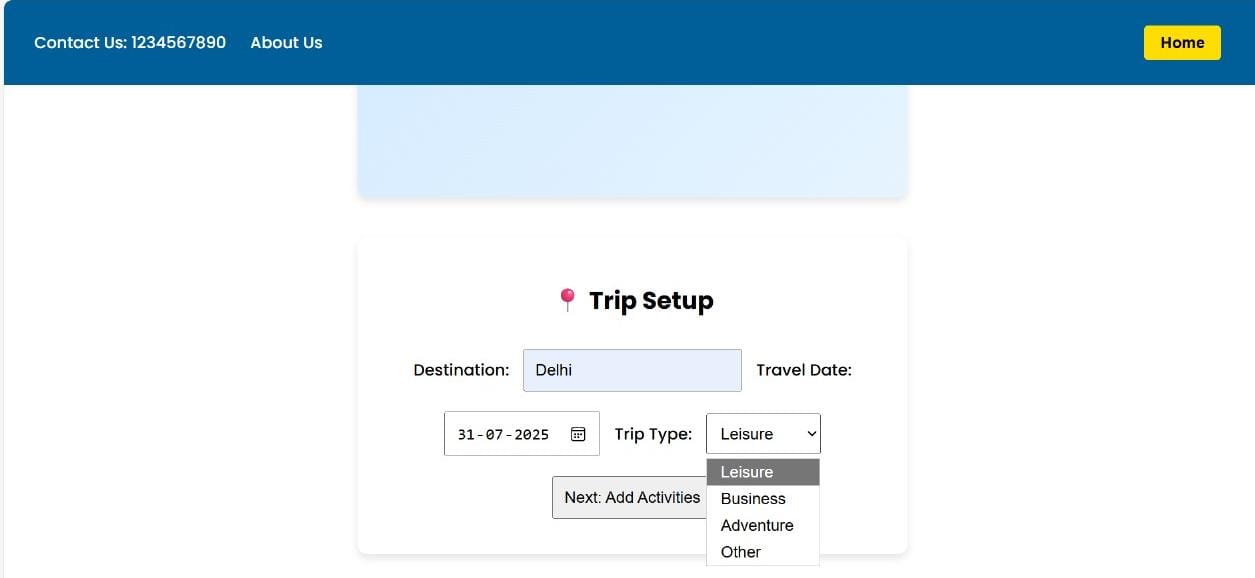 Contact Us: 1234567890 About Us Home
Trip Setup
Destination: Delhi Travel Date:
31-07-2025 Trip Type: Leisure
Leisure
Next: Add Activities Business
Adventure
Other